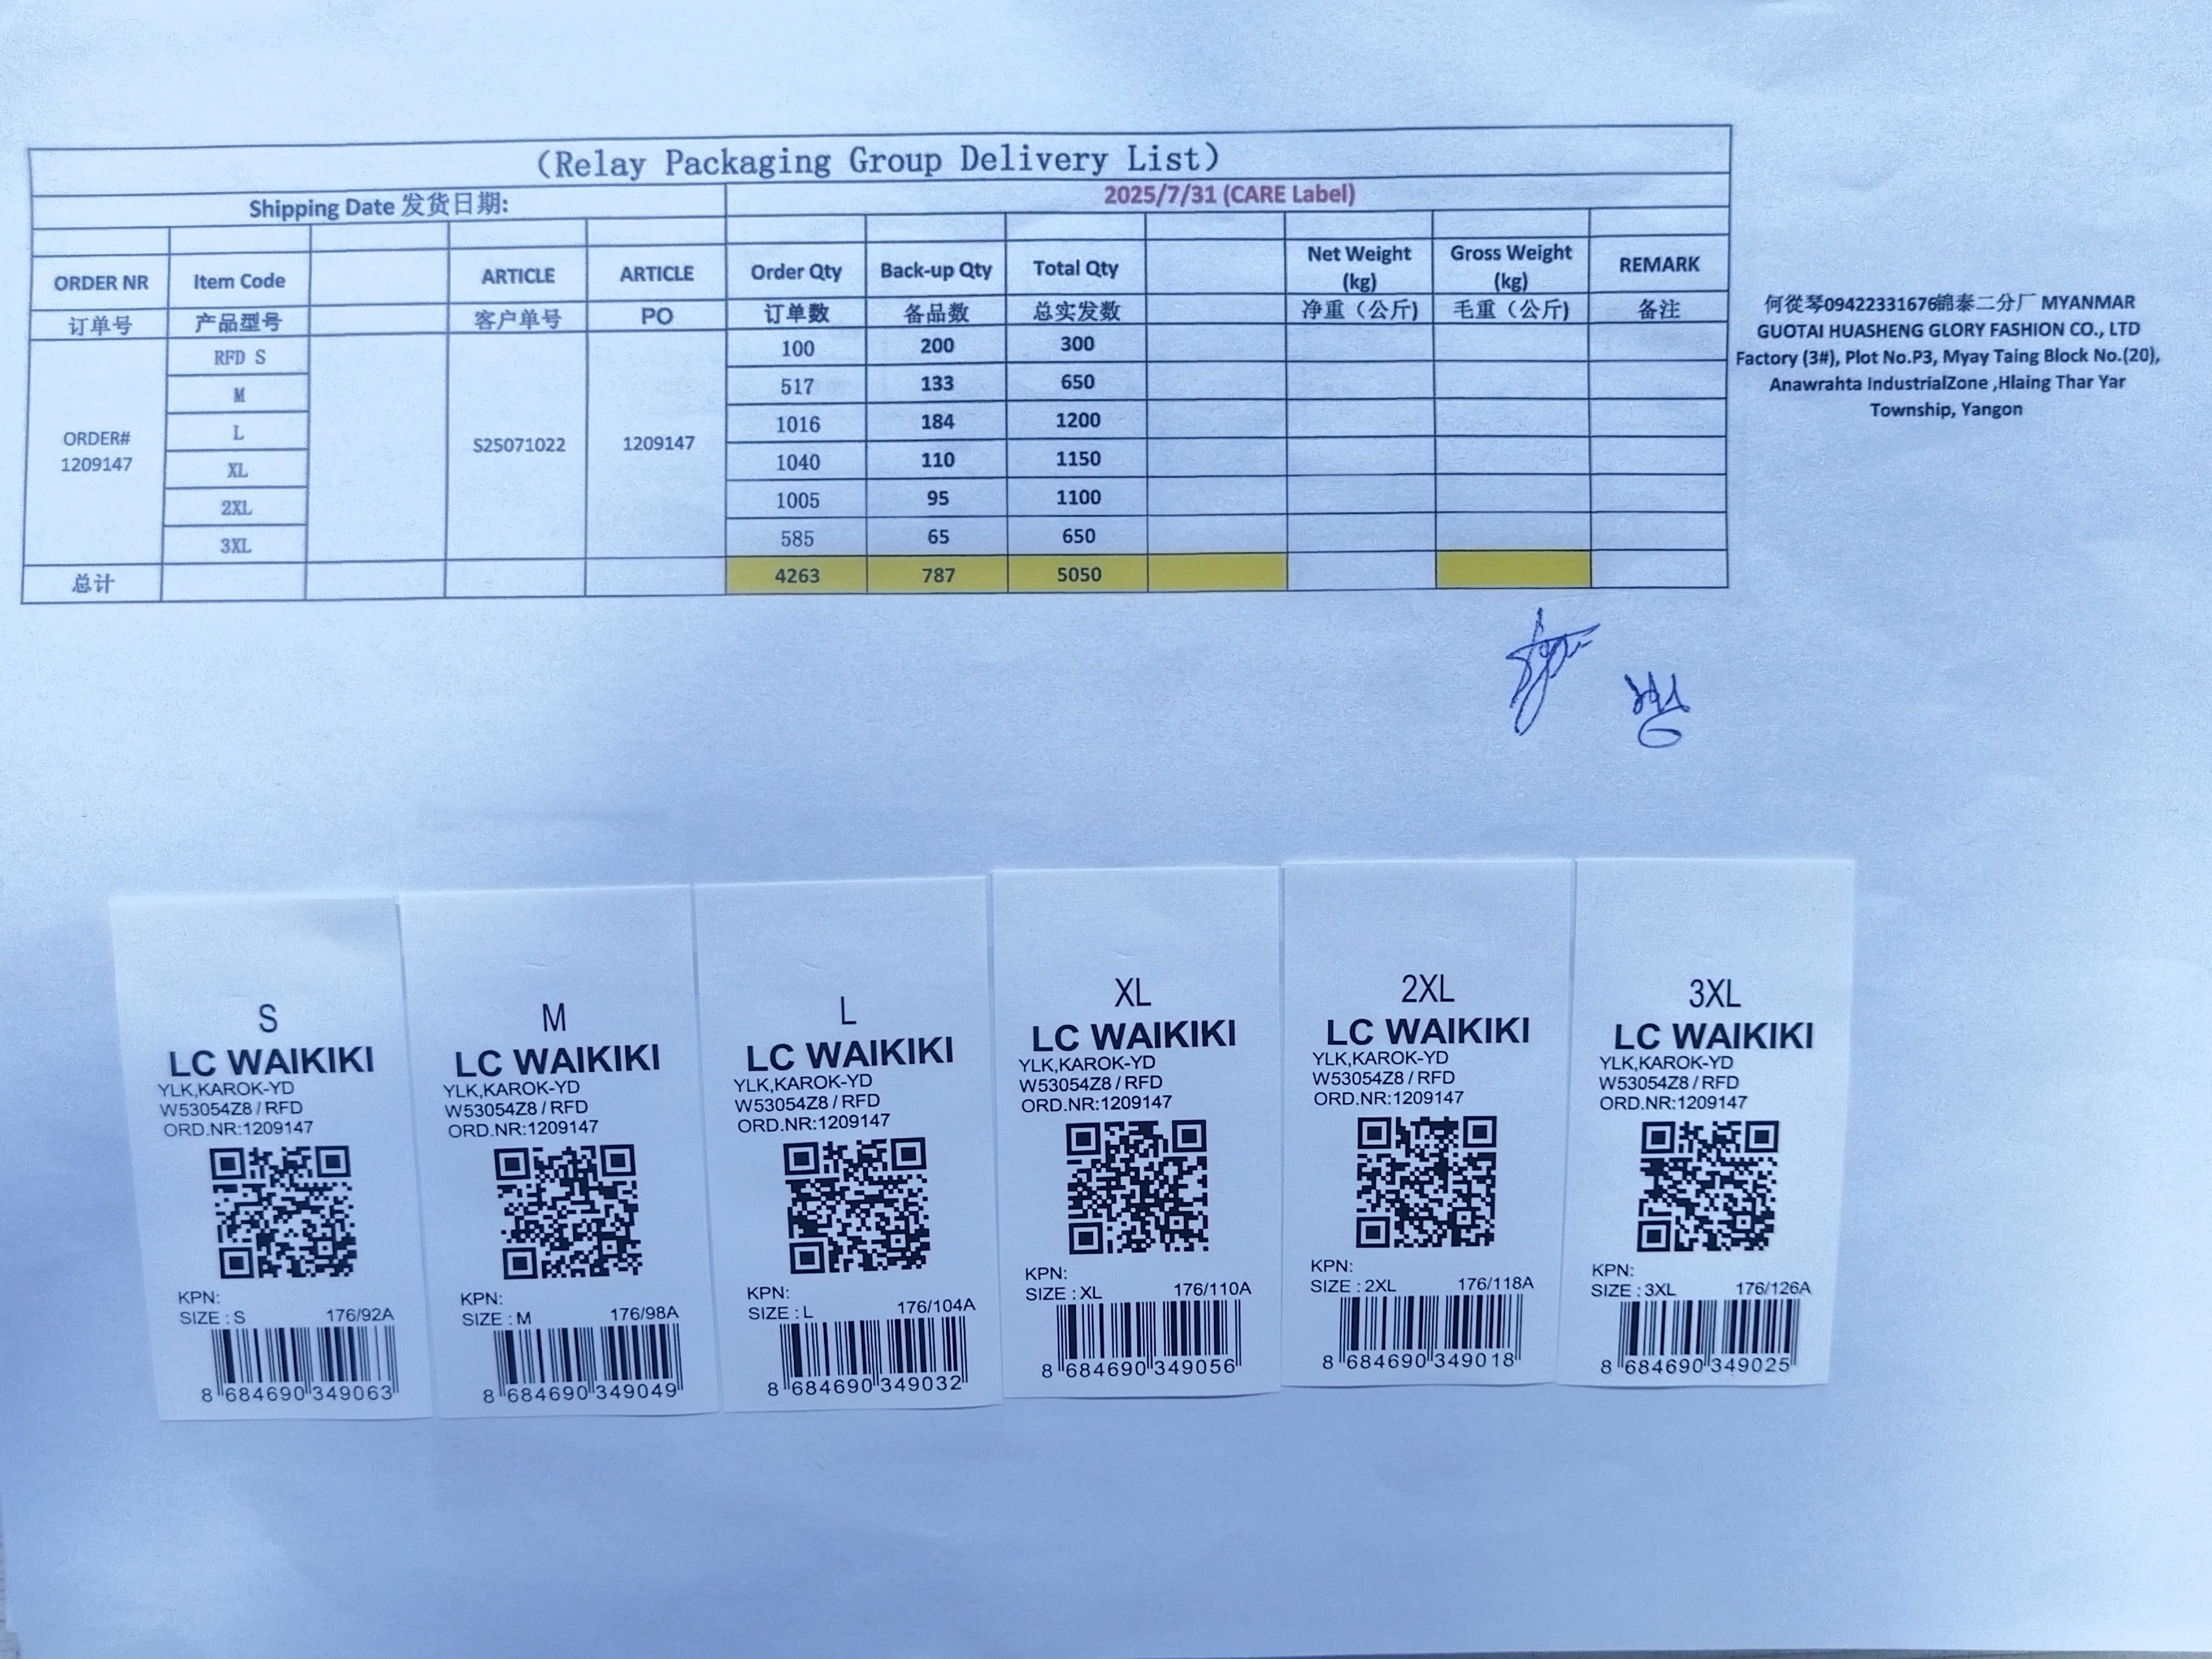 (Relay Packaging Group Delivery List)
Shipping Date 发货日期: 2025/7/31 (CARE Label)
ORDER NR Item Code ARTICLE ARTICLE Order Qty Back-up Qty Total Qty Net Weight (kg) Gross Weight (kg) REMARK
订单号 产品型号 客户单号 PO 订单数 备品数 总实发数 净重（公斤) 毛重（公斤) 备注
ORDER# 1209147 RFD S S25071022 1209147 100 200 300
M 517 133 650
L 1016 184 1200
XL 1040 110 1150
2XL 1005 95 1100
3XL 585 65 650
总计 4263 787 5050
何從琴09422331676錦泰二分厂 MYANMAR
GUOTAI HUASHENG GLORY FASHION CO., LTD
Factory (3#), Plot No.P3, Myay Taing Block No.(20),
Anawrahta IndustrialZone ,Hlaing Thar Yar
Township, Yangon
S
LC WAIKIKI
YLK,KAROK-YD
W53054Z8 / RFD
ORD.NR:1209147
KPN:
SIZE : S 176/92A
8 684690 349063
M
LC WAIKIKI
YLK,KAROK-YD
W53054Z8 / RFD
ORD.NR:1209147
KPN:
SIZE : M 176/98A
8 684690 349049
L
LC WAIKIKI
YLK,KAROK-YD
W53054Z8 / RFD
ORD.NR:1209147
KPN:
SIZE : L 176/104A
8 684690 349032
XL
LC WAIKIKI
YLK,KAROK-YD
W53054Z8 / RFD
ORD.NR:1209147
KPN:
SIZE : XL 176/110A
8 684690 349056
2XL
LC WAIKIKI
YLK,KAROK-YD
W53054Z8 / RFD
ORD.NR:1209147
KPN:
SIZE : 2XL 176/118A
8 684690 349018
3XL
LC WAIKIKI
YLK,KAROK-YD
W53054Z8 / RFD
ORD.NR:1209147
KPN:
SIZE : 3XL 176/126A
8 684690 349025